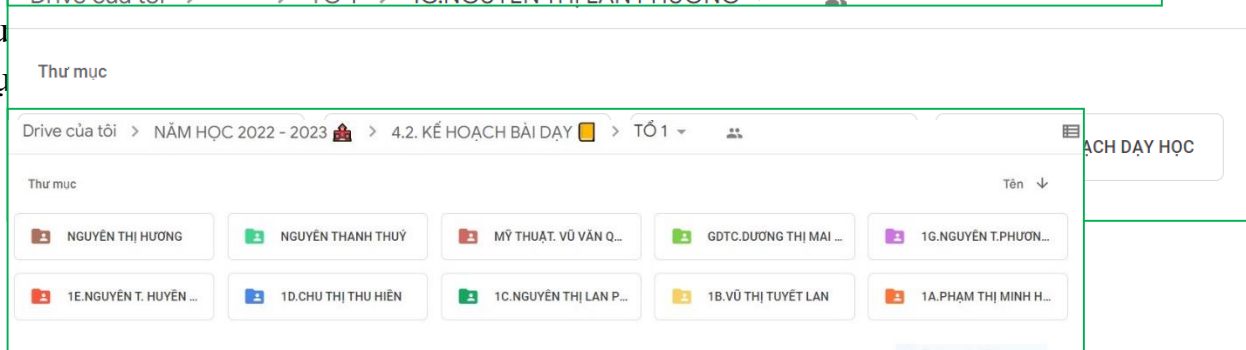 Thư mục
Drive của tôi > NĂM HỌC 2022 - 2023 > 4.2. KẾ HOẠCH BÀI DẠY > TỔ 1
ẠCH DẠY HỌC
Thư mục Tên
NGUYỄN THỊ HƯƠNG NGUYỄN THANH THUỶ MỸ THUẬT. VŨ VĂN Q... GDTC.DƯƠNG THỊ MAI ... 1G.NGUYỄN T.PHƯƠN...
1E.NGUYỄN T. HUYỀN ... 1D.CHU THỊ THU HIỀN 1C.NGUYỄN THỊ LAN P... 1B.VŨ THỊ TUYẾT LAN 1A.PHẠM THỊ MINH H...